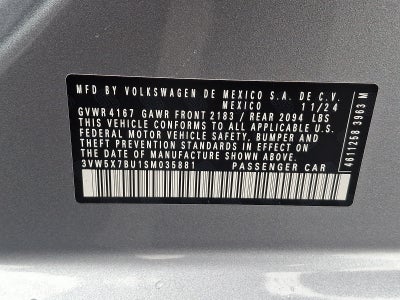 MFD BY VOLKSWAGEN DE MEXICO S.A. DE C.V.
MEXICO 11/24
GVWR 4167 GAWR FRONT 2183 / REAR 2094 LBS
THIS VEHICLE CONFORMS TO ALL APPLICABLE U.S.
FEDERAL MOTOR VEHICLE SAFETY, BUMPER AND
THEFT PREVENTION STANDARDS IN EFFECT ON
THE DATE OF MANUFACTURE SHOWN ABOVE.
3VW5X7BU1SM035881 PASSENGER CAR
4611258 3963 M